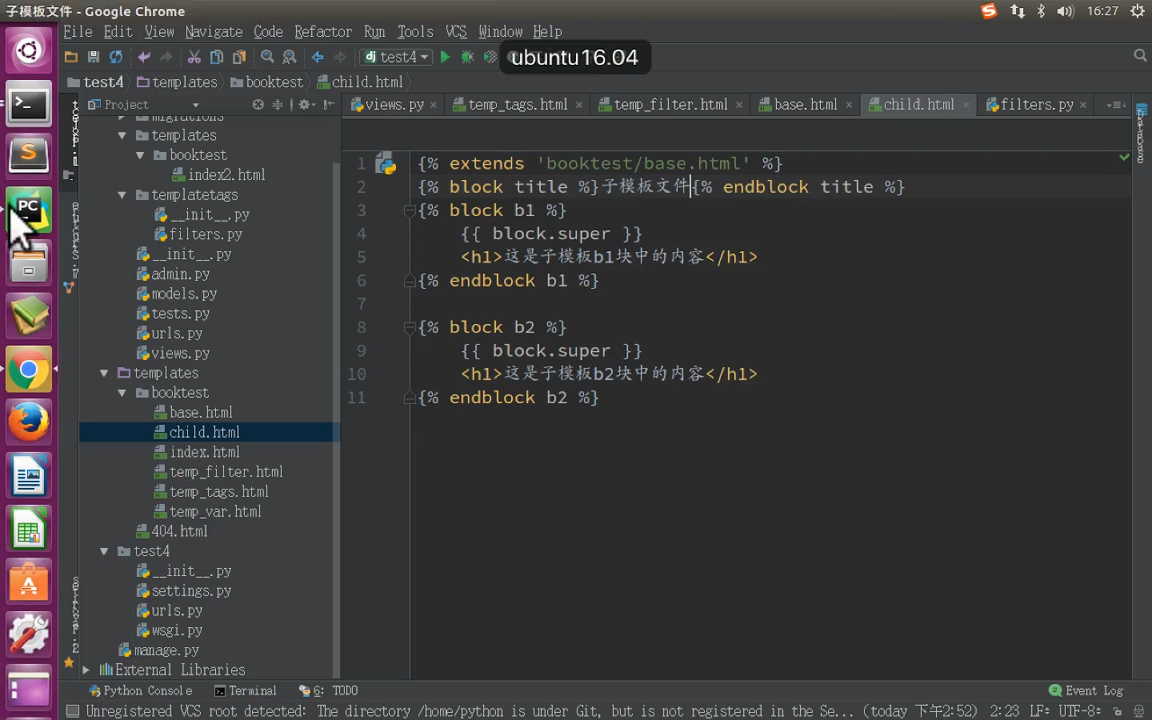 子模板文件 - Google Chrome
16:27
File Edit View Navigate Code Refactor Run Tools VCS Window Help
dj test4
ubuntu16.04
test4 templates booktest child.html
Project
views.py × temp_tags.html × temp_filter.html × base.html × child.html × filters.py ×
migrations
templates
booktest
index2.html
templatetags
__init__.py
filters.py
__init__.py
admin.py
models.py
tests.py
urls.py
views.py
templates
booktest
base.html
child.html
index.html
temp_filter.html
temp_tags.html
temp_var.html
404.html
test4
__init__.py
settings.py
urls.py
wsgi.py
manage.py
External Libraries
1 {% extends 'booktest/base.html' %}
2 {% block title %}子模板文件{% endblock title %}
3 {% block b1 %}
4 {{ block.super }}
5 <h1>这是子模板b1块中的内容</h1>
6 {% endblock b1 %}
7
8 {% block b2 %}
9 {{ block.super }}
10 <h1>这是子模板b2块中的内容</h1>
11 {% endblock b2 %}
Python Console Terminal 6: TODO Event Log
Unregistered VCS root detected: The directory /home/python is under Git, but is not registered in the Se... (today 下午2:52) 2:23 LF÷ UTF-8÷